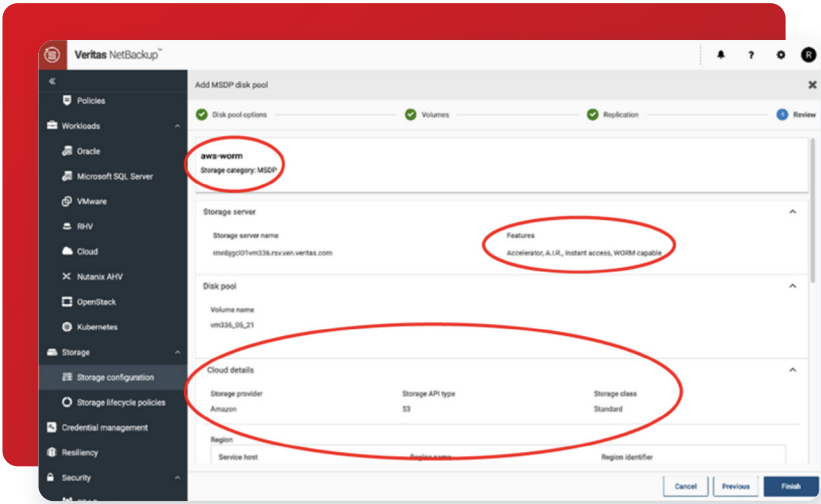 Veritas NetBackup™
? R
«
Add MSDP disk pool
Policies
Disk pool options
Volumes
Replication
4 Review
Workloads
Oracle
Microsoft SQL Server
VMware
RHV
Cloud
Nutanix AHV
OpenStack
Kubernetes
Storage
Storage configuration
Storage lifecycle policies
Credential management
Resiliency
Security
aws-worm
Storage category: MSDP
Storage server
Storage server name
Features
Accelerator, A.I.R., Instant access, WORM capable
Disk pool
Volume name
vm336_05_21
Cloud details
Storage provider
Storage API type
Storage class
Amazon
S3
Standard
Region
Service host
Region name
Region identifier
Cancel
Previous
Finish